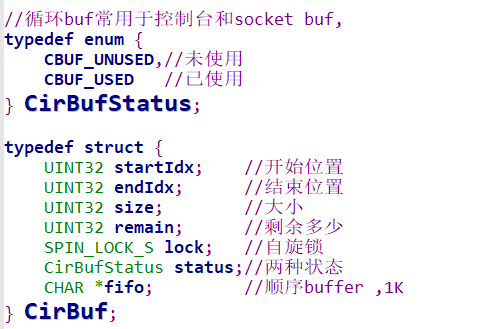 //循环buf常用于控制台和socket buf,
typedef enum {
    CBUF_UNUSED,//未使用
    CBUF_USED   //已使用
} CirBufStatus;

typedef struct {
    UINT32 startIdx;    //开始位置
    UINT32 endIdx;      //结束位置
    UINT32 size;        //大小
    UINT32 remain;      //剩余多少
    SPIN_LOCK_S lock;   //自旋锁
    CirBufStatus status;//两种状态
    CHAR *fifo;         //顺序buffer ,1K
} CirBuf;